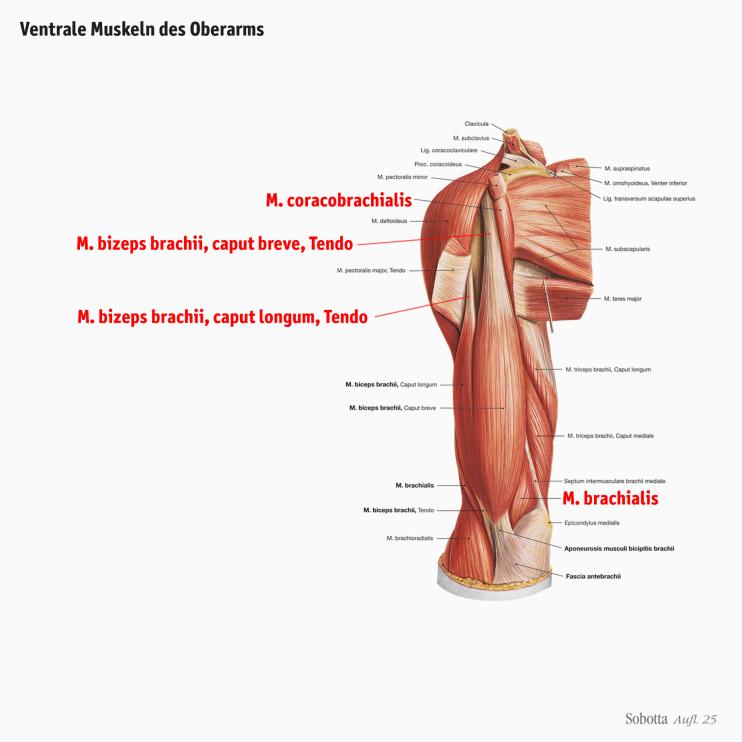 Ventrale Muskeln des Oberarms
Clavicula
M. subclavius
Lig. coracoclaviculare
Proc. coracoideus
M. pectoralis minor
M. coracobrachialis
M. deltoideus
M. bizeps brachii, caput breve, Tendo
M. pectoralis major, Tendo
M. bizeps brachii, caput longum, Tendo
M. biceps brachii, Caput longum
M. biceps brachii, Caput breve
M. brachialis
M. biceps brachii, Tendo
M. brachioradialis
M. supraspinatus
M. omohyoideus, Venter inferior
Lig. transversum scapulae superius
M. subscapularis
M. teres major
M. triceps brachii, Caput longum
M. triceps brachii, Caput mediale
Septum intermusculare brachii mediale
M. brachialis
Epicondylus medialis
Aponeurosis musculi bicipitis brachii
Fascia antebrachii
Sobotta Aufl. 25